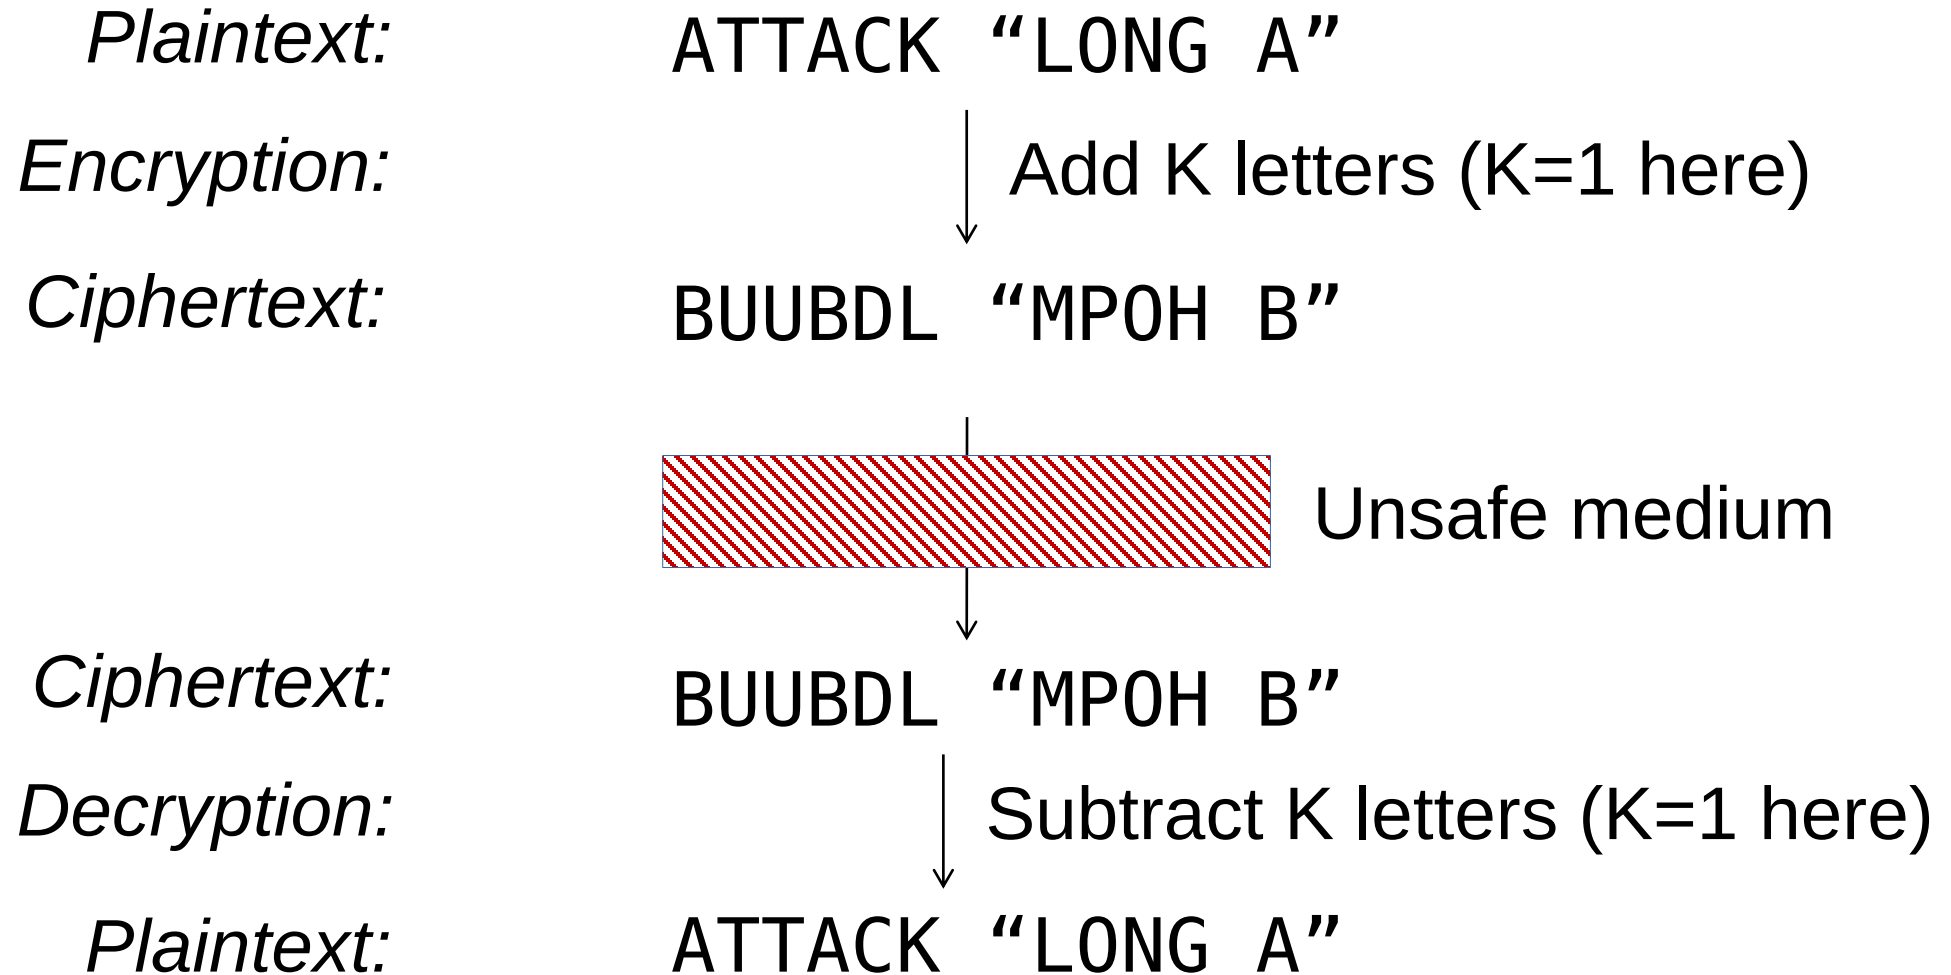 Plaintext: ATTACK “LONG A”
Encryption: Add K letters (K=1 here)
Ciphertext: BUUBDL “MPOH B”
Unsafe medium
Ciphertext: BUUBDL “MPOH B”
Decryption: Subtract K letters (K=1 here)
Plaintext: ATTACK “LONG A”